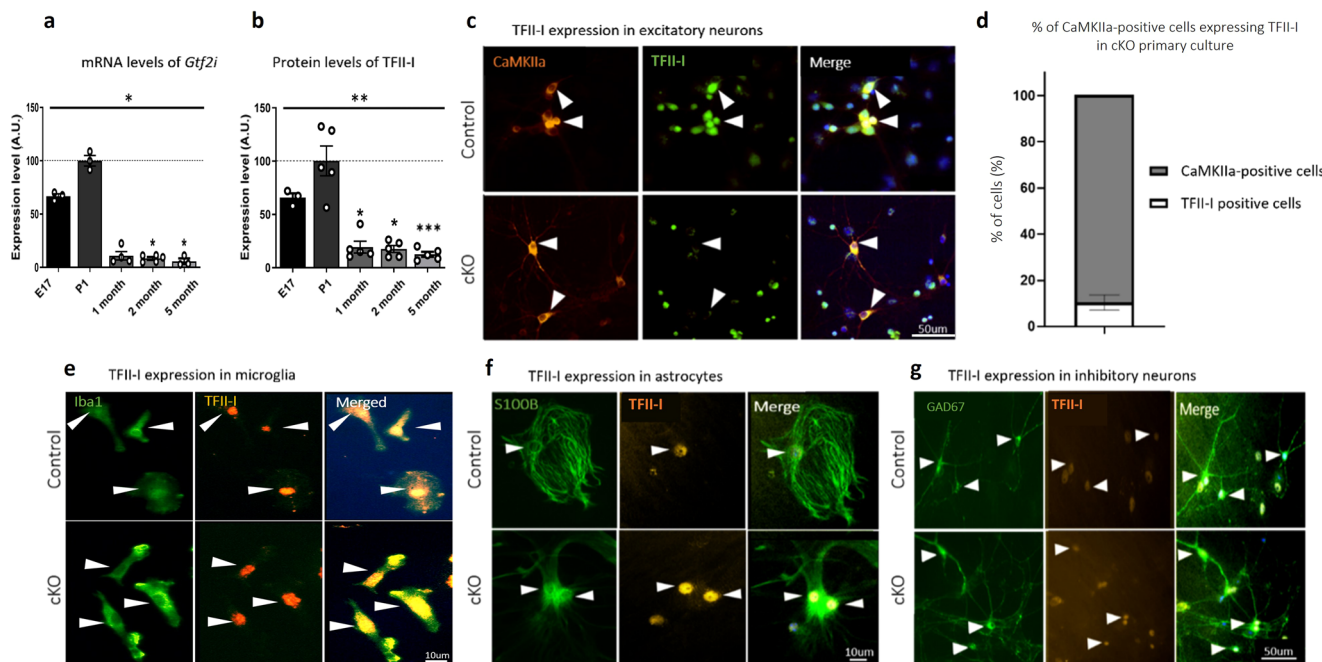 a
mRNA levels of Gtf2i
*
Expression level (A.U.)
150
100
50
0
*
*
E17
P1
1 month
2 month
5 month
b
Protein levels of TFII-I
**
Expression level (A.U.)
150
100
50
0
*
*
***
E17
P1
1 month
2 month
5 month
c
TFII-I expression in excitatory neurons
CaMKIIa
TFII-I
Merge
Control
cKO
50um
d
% of CaMKIIa-positive cells expressing TFII-I
in cKO primary culture
% of cells (%)
100
80
60
40
20
0
CaMKIIa-positive cells
TFII-I positive cells
e
TFII-I expression in microglia
Iba1
TFII-I
Merged
Control
cKO
10um
f
TFII-I expression in astrocytes
S100B
TFII-I
Merge
Control
cKO
10um
g
TFII-I expression in inhibitory neurons
GAD67
TFII-I
Merge
Control
cKO
50um